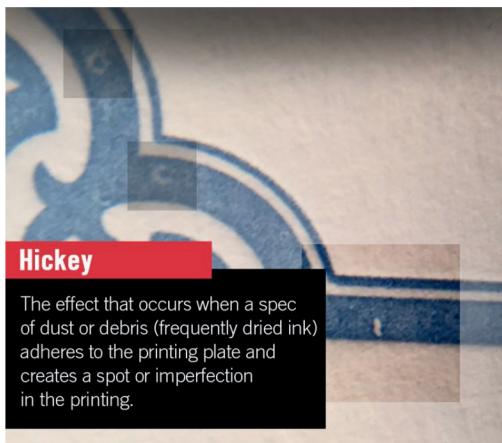 Hickey
The effect that occurs when a spec
of dust or debris (frequently dried ink)
adheres to the printing plate and
creates a spot or imperfection
in the printing.